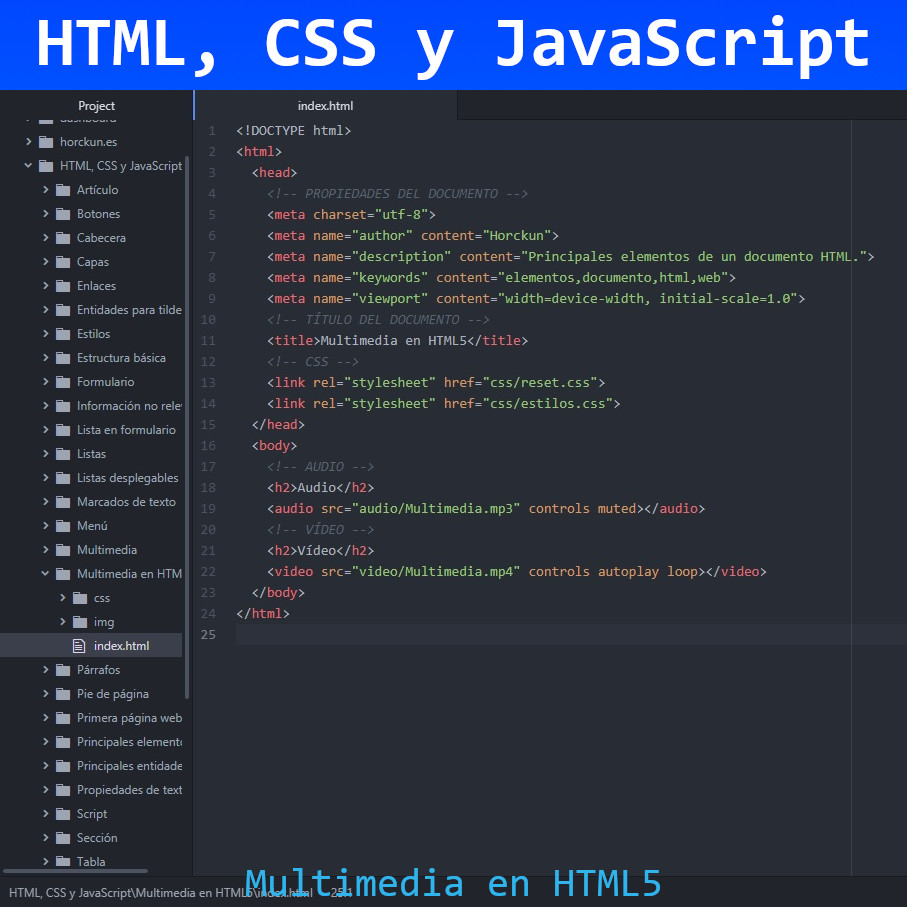 HTML, CSS y JavaScript
Project
dashboard
horckun.es
HTML, CSS y JavaScript
Artículo
Botones
Cabecera
Capas
Enlaces
Entidades para tilde
Estilos
Estructura básica
Formulario
Información no rele
Lista en formulario
Listas
Listas desplegables
Marcados de texto
Menú
Multimedia
Multimedia en HTM
css
img
index.html
Párrafos
Pie de página
Primera página web
Principales elemento
Principales entidade
Propiedades de text
Script
Sección
Tabla
index.html
1 <!DOCTYPE html>
2 <html>
3 <head>
4 <!-- PROPIEDADES DEL DOCUMENTO -->
5 <meta charset="utf-8">
6 <meta name="author" content="Horckun">
7 <meta name="description" content="Principales elementos de un documento HTML.">
8 <meta name="keywords" content="elementos,documento,html,web">
9 <meta name="viewport" content="width=device-width, initial-scale=1.0">
10 <!-- TÍTULO DEL DOCUMENTO -->
11 <title>Multimedia en HTML5</title>
12 <!-- CSS -->
13 <link rel="stylesheet" href="css/reset.css">
14 <link rel="stylesheet" href="css/estilos.css">
15 </head>
16 <body>
17 <!-- AUDIO -->
18 <h2>Audio</h2>
19 <audio src="audio/Multimedia.mp3" controls muted></audio>
20 <!-- VÍDEO -->
21 <h2>Vídeo</h2>
22 <video src="video/Multimedia.mp4" controls autoplay loop></video>
23 </body>
24 </html>
25
HTML, CSS y JavaScript\Multimedia en HTML5\index.html 25:1
Multimedia en HTML5